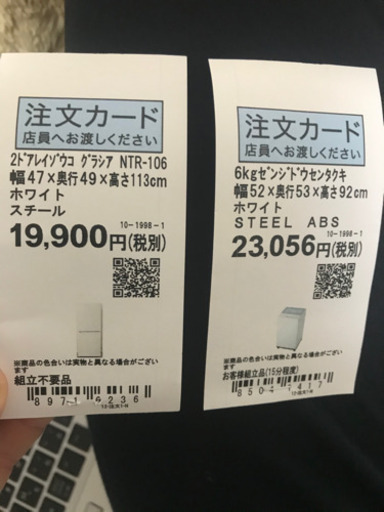 注文カード
店員へお渡しください
2ﾄﾞｱﾚｲｿﾞｳｺ ｸﾞﾗｼｱ NTR-106
幅47×奥行49×高さ113cm
ホワイト
スチール
10-1998-1
19,900円(税別)
※商品の色合いは実物と異なる場合がござい
ます
組立不要品
注文カード
店員へお渡しください
6kgｾﾞﾝｼﾞﾄﾞｳｾﾝﾀｸｷ
幅52×奥行53×高さ92cm
ホワイト
STEEL ABS
10-1998-1
23,056円(税別)
※商品の色合いは実物と異なる場合がござい
ます
お客様組立品(15分程度)